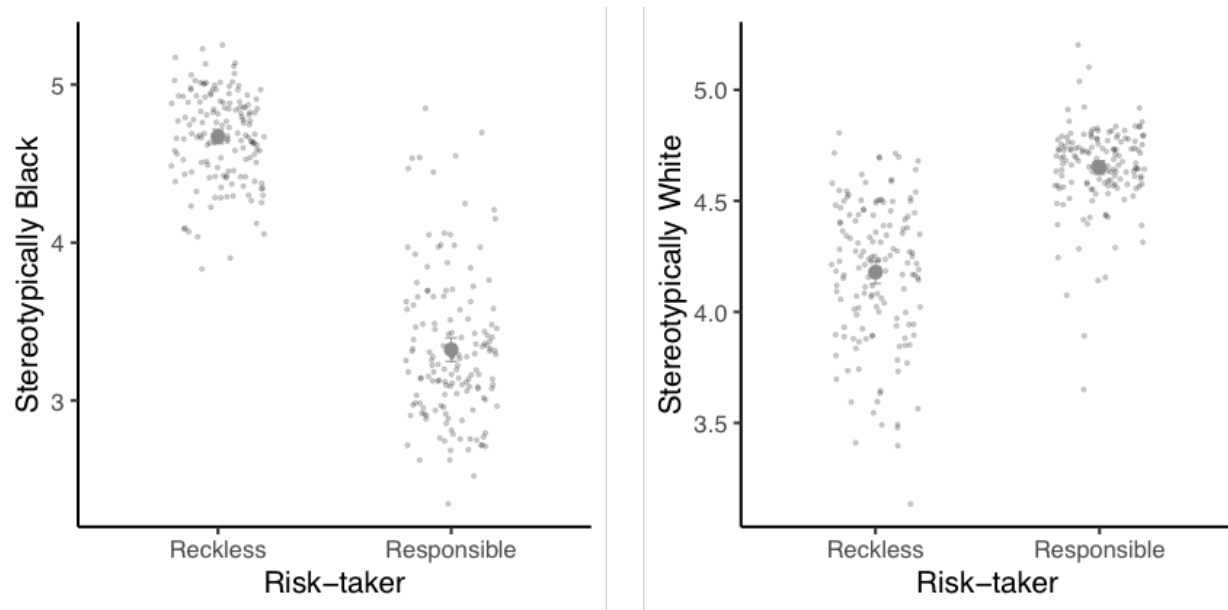 Stereotypically Black
5
4
3
Reckless
Responsible
Risk−taker
Stereotypically White
5.0
4.5
4.0
3.5
Reckless
Responsible
Risk−taker